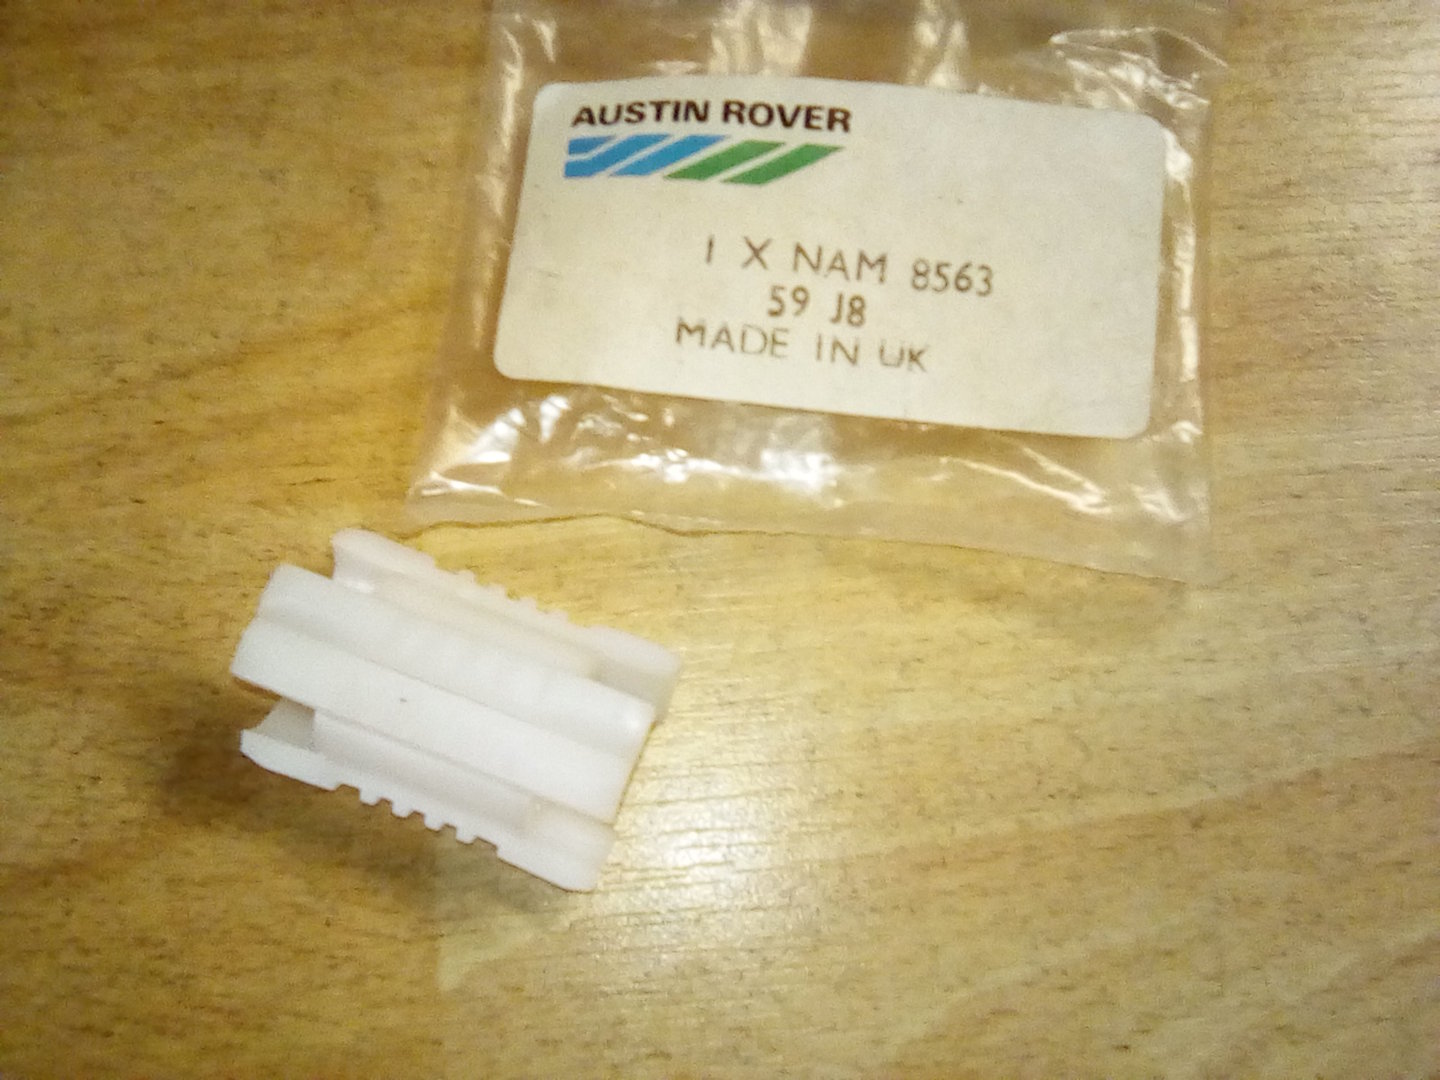 AUSTIN ROVER
1 X NAM 8563
59 J8
MADE IN UK